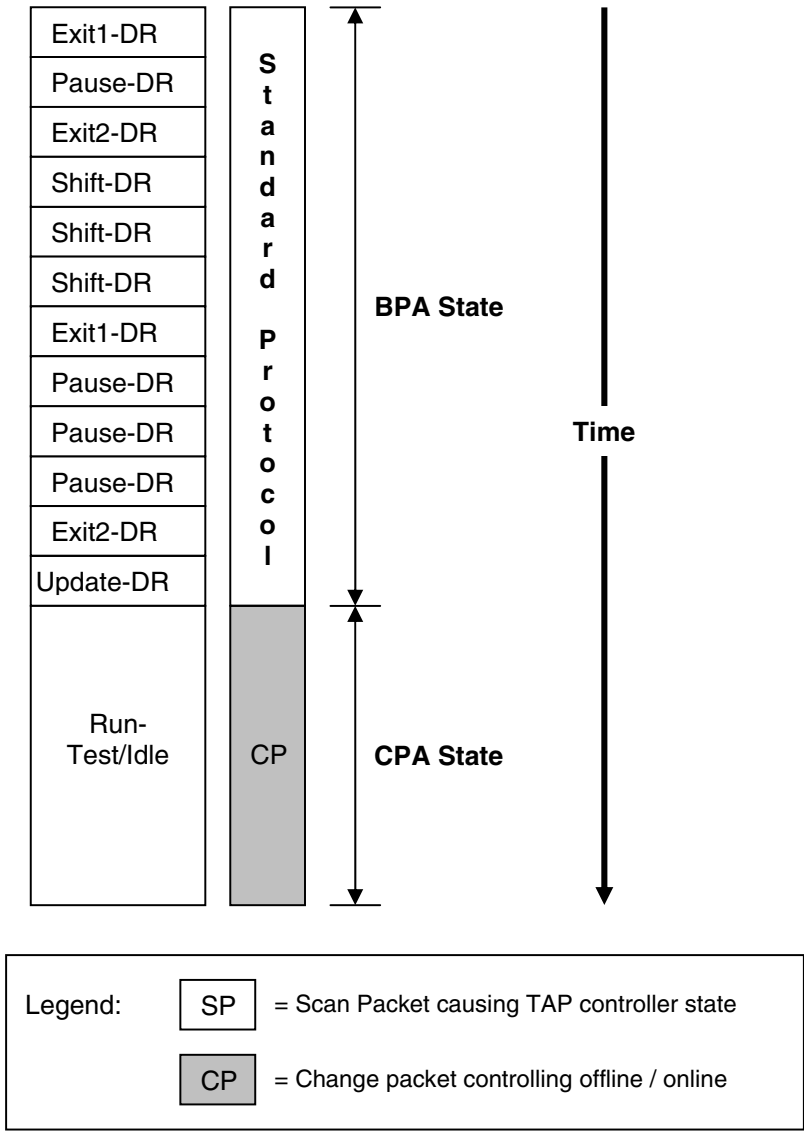 Exit1-DR
Pause-DR
Exit2-DR
Shift-DR
Shift-DR
Shift-DR
Exit1-DR
Pause-DR
Pause-DR
Pause-DR
Exit2-DR
Update-DR
Run-
Test/Idle
Standard Protocol
CP
BPA State
CPA State
Time
Legend:
SP = Scan Packet causing TAP controller state
CP = Change packet controlling offline / online